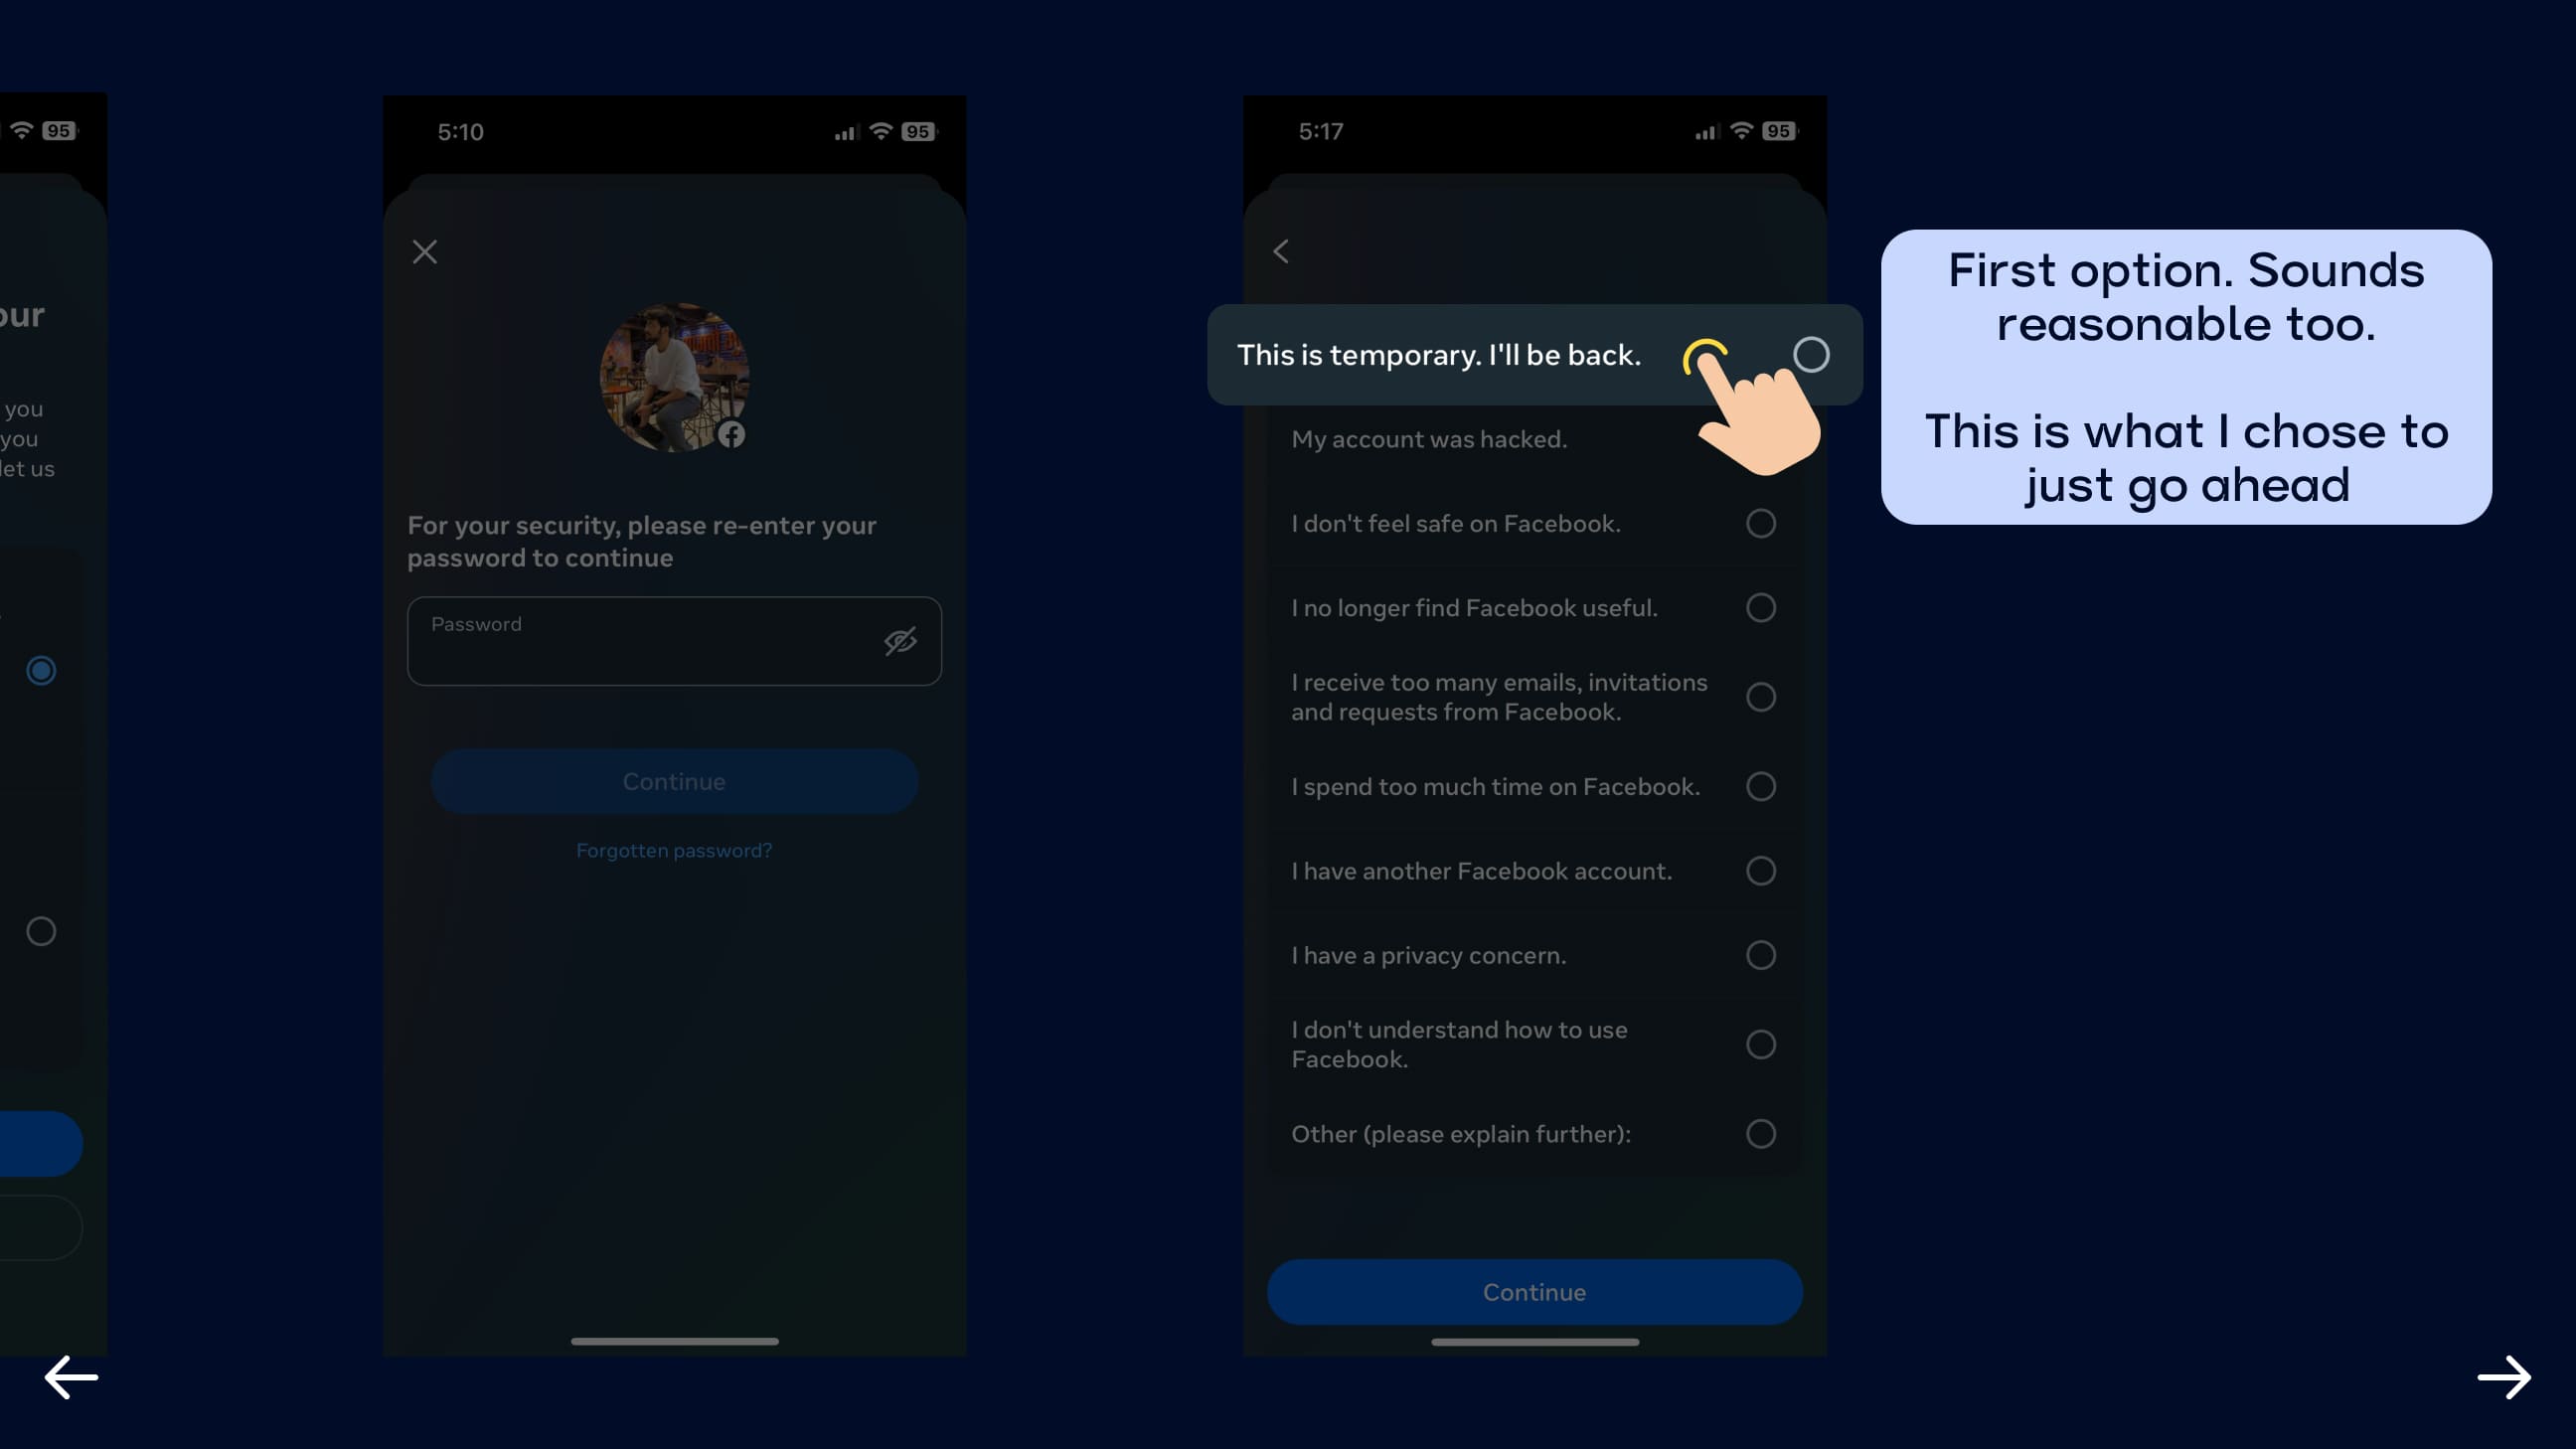 95
our
you
you
let us
5:10
95
For your security, please re-enter your
password to continue
Password
Continue
Forgotten password?
5:17
95
This is temporary. I'll be back.
My account was hacked.
I don't feel safe on Facebook.
I no longer find Facebook useful.
I receive too many emails, invitations
and requests from Facebook.
I spend too much time on Facebook.
I have another Facebook account.
I have a privacy concern.
I don't understand how to use
Facebook.
Other (please explain further):
Continue
First option. Sounds
reasonable too.
This is what I chose to
just go ahead